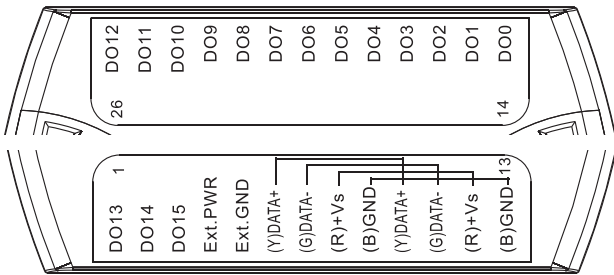 DO12
DO11
DO10
DO9
DO8
DO7
DO6
DO5
DO4
DO3
DO2
DO1
DO0
26
14
1
13
DO13
DO14
DO15
Ext.PWR
Ext.GND
(Y)DATA+
(G)DATA-
(R)+Vs
(B)GND
(Y)DATA+
(G)DATA-
(R)+Vs
(B)GND